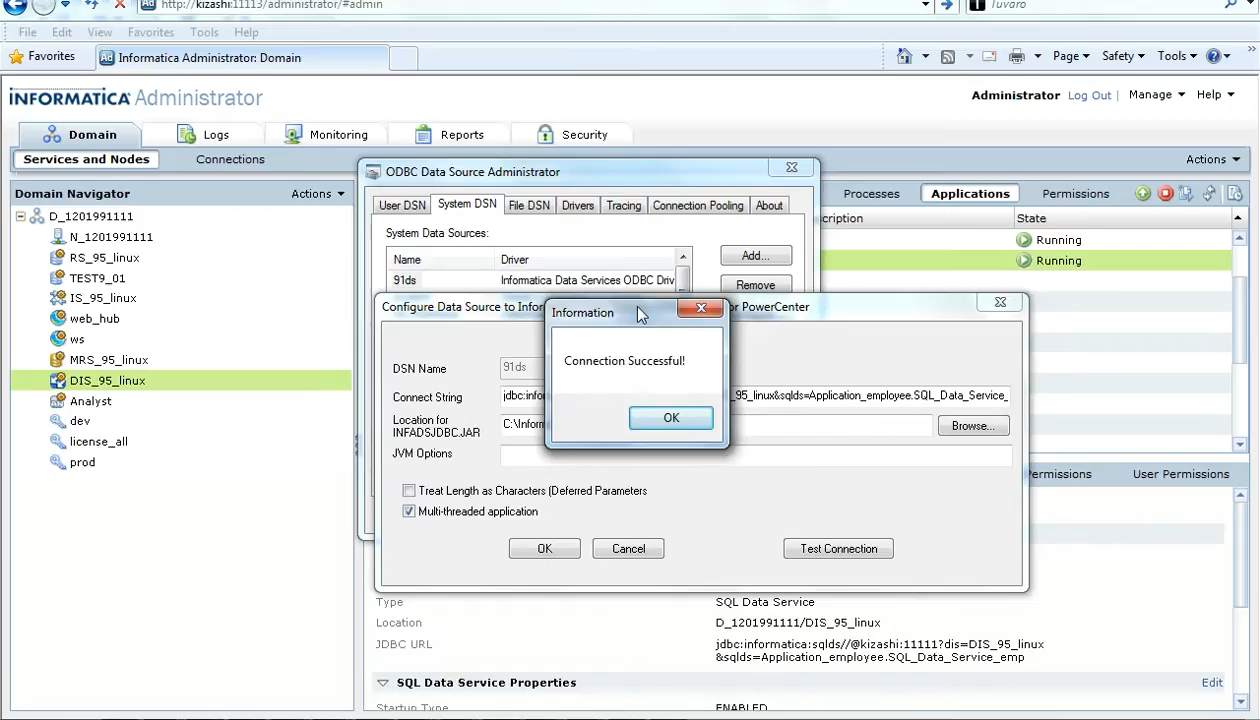 http://kizashi:11113/administrator/#admin
Tuvaro
File Edit View Favorites Tools Help
Favorites Informatica Administrator: Domain Page Safety Tools
INFORMATICA Administrator
Administrator Log Out | Manage Help
Domain Logs Monitoring Reports Security
Services and Nodes Connections Actions
Domain Navigator Actions
D_1201991111
N_1201991111
RS_95_linux
TEST9_01
IS_95_linux
web_hub
ws
MRS_95_linux
DIS_95_linux
Analyst
dev
license_all
prod
ODBC Data Source Administrator
User DSN System DSN File DSN Drivers Tracing Connection Pooling About
System Data Sources:
Name Driver
91ds Informatica Data Services ODBC Driv
Add...
Remove
Processes Applications Permissions
cription State
Running
Running
Configure Data Source to Infor or PowerCenter
DSN Name 91ds
Connect String jdbc:infor _95_linux&sqlds=Application_employee.SQL_Data_Service_
Location for
INFADSJDBC.JAR C:\Inform Browse...
JVM Options
Treat Length as Characters (Deferred Parameters
Multi-threaded application
OK Cancel Test Connection
Information
Connection Successful!
OK
ermissions User Permissions
Type SQL Data Service
Location D_1201991111/DIS_95_linux
JDBC URL jdbc:informatica:sqlds//@kizashi:11111?dis=DIS_95_linux
&sqlds=Application_employee.SQL_Data_Service_emp
SQL Data Service Properties Edit
Startup Type ENABLED